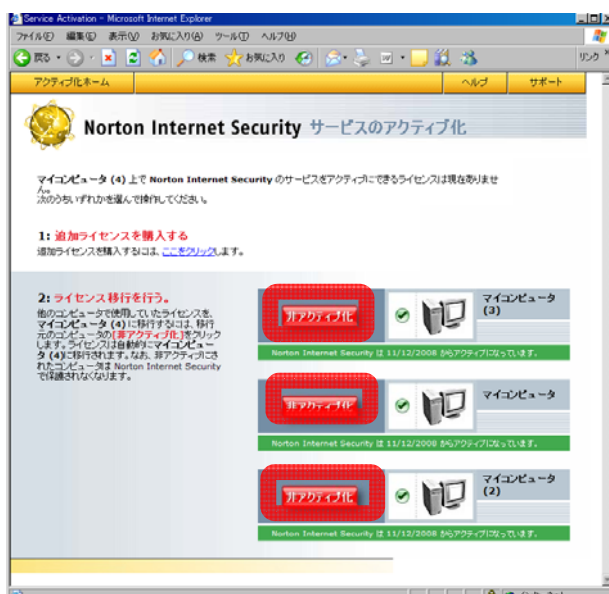 Service Activation - Microsoft Internet Explorer
ファイル(F) 編集(E) 表示(V) お気に入り(A) ツール(T) ヘルプ(H)
戻る 検索 お気に入り リンク
アクティブ化ホーム ヘルプ サポート
Norton Internet Security サービスのアクティブ化
マイコンピュータ (4) 上で Norton Internet Security のサービスをアクティブにできるライセンスは現在ありませ
ん。
次のうちいずれかを選んで操作してください。
1: 追加ライセンスを購入する
追加ライセンスを購入するには、ここをクリックします。
2: ライセンス移行を行う。
他のコンピュータで使用していたライセンスを、
マイコンピュータ (4) に移行するには、移行
元のコンピュータの[非アクティブ化]をクリック
します。ライセンスは自動的にマイコンピュー
タ (4)に移行されます。なお、非アクティブにさ
れたコンピュータは Norton Internet Security
で保護されなくなります。
非アクティブ化
マイコンピュータ
(3)
Norton Internet Security は 11/12/2008 からアクティブになっています。
非アクティブ化
マイコンピュータ
Norton Internet Security は 11/12/2008 からアクティブになっています。
非アクティブ化
マイコンピュータ
(2)
Norton Internet Security は 11/12/2008 からアクティブになっています。